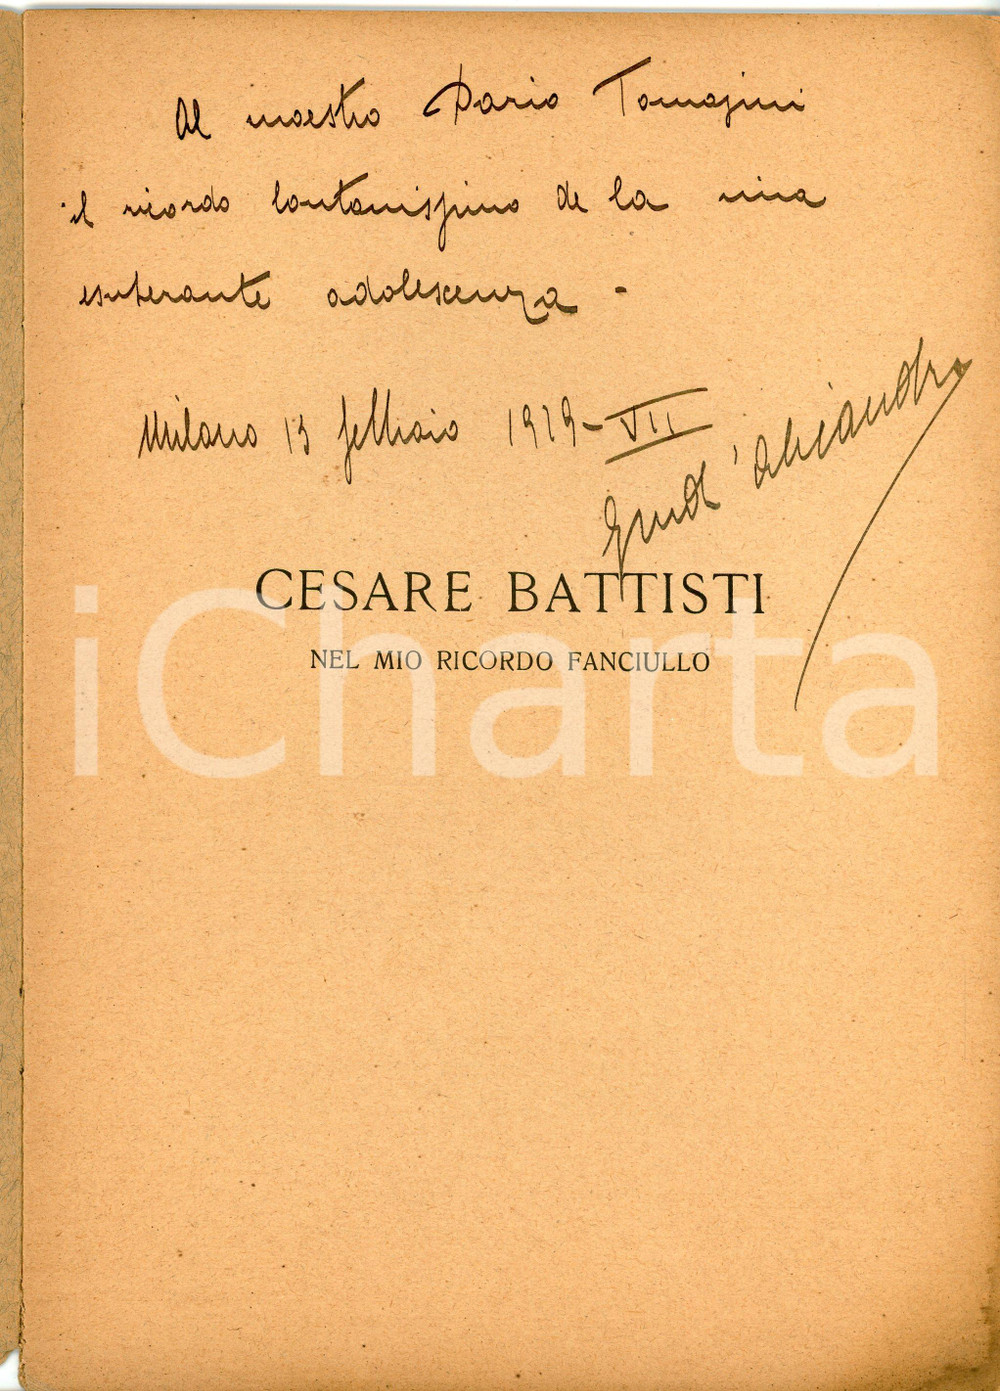 Al maestro Dario Tomasini
il ricordo lontanissimo de la mia
esuberante adolescenza -
Milano 13 febbraio 1929 - VII
d'Alviandro
CESARE BATTISTI
NEL MIO RICORDO FANCIULLO
iCharta